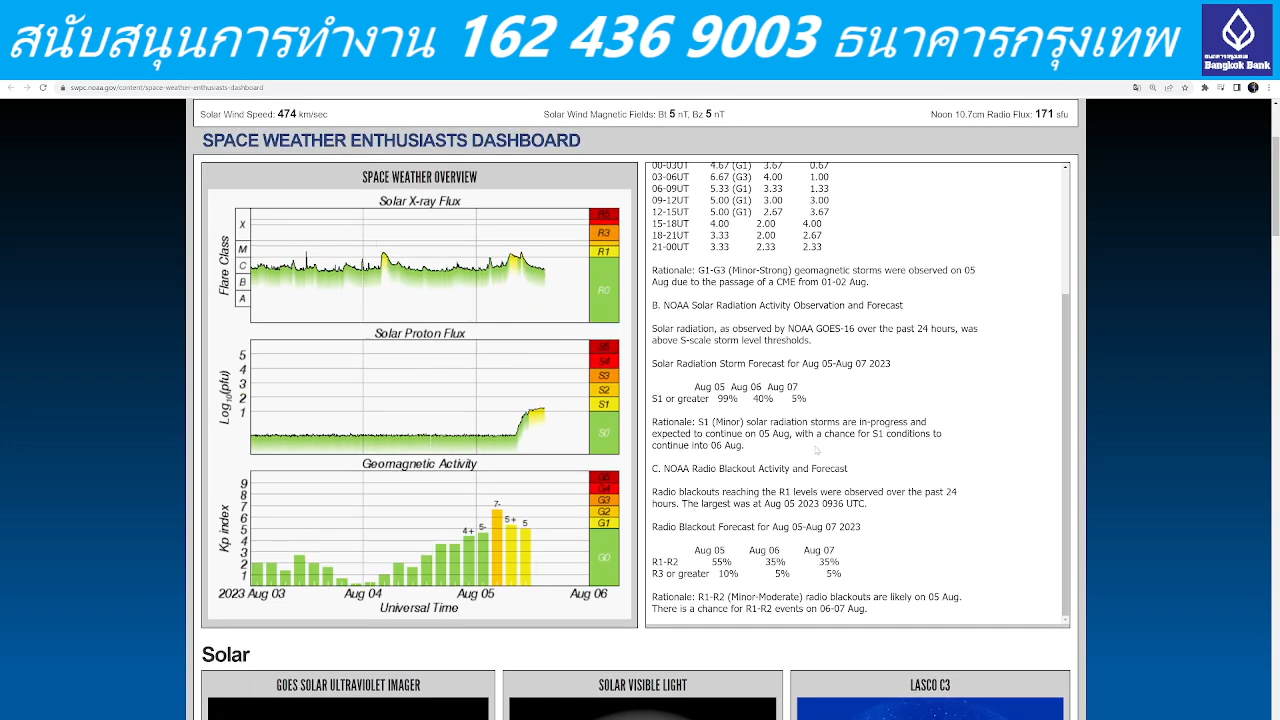 สนับสนุนการทำงาน 162 436 9003 ธนาคารกรุงเทพ
ธนาคารกรุงเทพ
Bangkok Bank
swpc.noaa.gov/content/space-weather-enthusiasts-dashboard
Solar Wind Speed: 474 km/sec
Solar Wind Magnetic Fields: Bt 5 nT, Bz 5 nT
Noon 10.7cm Radio Flux: 171 sfu
SPACE WEATHER ENTHUSIASTS DASHBOARD
SPACE WEATHER OVERVIEW
Solar X-ray Flux
Flare Class
X
M
C
B
A
R5
R3
R1
R0
Solar Proton Flux
Log10(pfu)
5
4
3
2
1
S5
S4
S3
S2
S1
S0
Geomagnetic Activity
Kp index
9
8
7
6
5
4
3
2
1
4+
5-
7-
5+
5
G5
G4
G3
G2
G1
G0
2023 Aug 03
Aug 04
Aug 05
Aug 06
Universal Time
00-03UT 4.67 (G1) 3.67 0.67
03-06UT 6.67 (G3) 4.00 1.00
06-09UT 5.33 (G1) 3.33 1.33
09-12UT 5.00 (G1) 3.00 3.00
12-15UT 5.00 (G1) 2.67 3.67
15-18UT 4.00 2.00 4.00
18-21UT 3.33 2.00 2.67
21-00UT 3.33 2.33 2.33
Rationale: G1-G3 (Minor-Strong) geomagnetic storms were observed on 05
Aug due to the passage of a CME from 01-02 Aug.
B. NOAA Solar Radiation Activity Observation and Forecast
Solar radiation, as observed by NOAA GOES-16 over the past 24 hours, was
above S-scale storm level thresholds.
Solar Radiation Storm Forecast for Aug 05-Aug 07 2023
Aug 05 Aug 06 Aug 07
S1 or greater 99% 40% 5%
Rationale: S1 (Minor) solar radiation storms are in-progress and
expected to continue on 05 Aug, with a chance for S1 conditions to
continue into 06 Aug.
C. NOAA Radio Blackout Activity and Forecast
Radio blackouts reaching the R1 levels were observed over the past 24
hours. The largest was at Aug 05 2023 0936 UTC.
Radio Blackout Forecast for Aug 05-Aug 07 2023
Aug 05 Aug 06 Aug 07
R1-R2 55% 35% 35%
R3 or greater 10% 5% 5%
Rationale: R1-R2 (Minor-Moderate) radio blackouts are likely on 05 Aug.
There is a chance for R1-R2 events on 06-07 Aug.
Solar
GOES SOLAR ULTRAVIOLET IMAGER
SOLAR VISIBLE LIGHT
LASCO C3